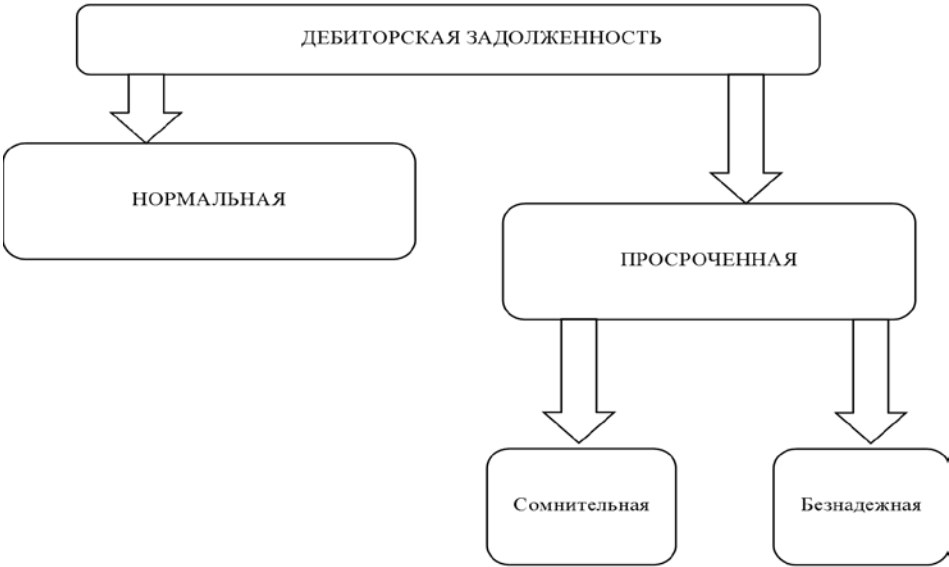 ДЕБИТОРСКАЯ ЗАДОЛЖЕННОСТЬ
НОРМАЛЬНАЯ
ПРОСРОЧЕННАЯ
Сомнительная
Безнадежная